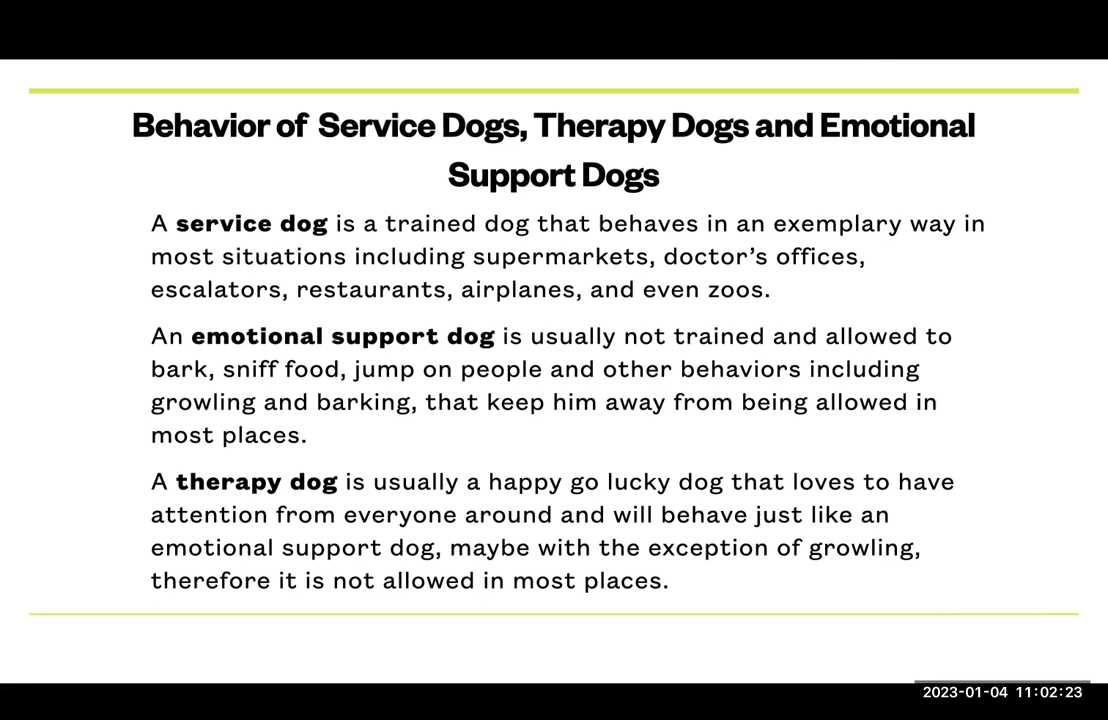 Behavior of Service Dogs, Therapy Dogs and Emotional
Support Dogs
A service dog is a trained dog that behaves in an exemplary way in
most situations including supermarkets, doctor’s offices,
escalators, restaurants, airplanes, and even zoos.
An emotional support dog is usually not trained and allowed to
bark, sniff food, jump on people and other behaviors including
growling and barking, that keep him away from being allowed in
most places.
A therapy dog is usually a happy go lucky dog that loves to have
attention from everyone around and will behave just like an
emotional support dog, maybe with the exception of growling,
therefore it is not allowed in most places.
2023-01-04 11:02:23